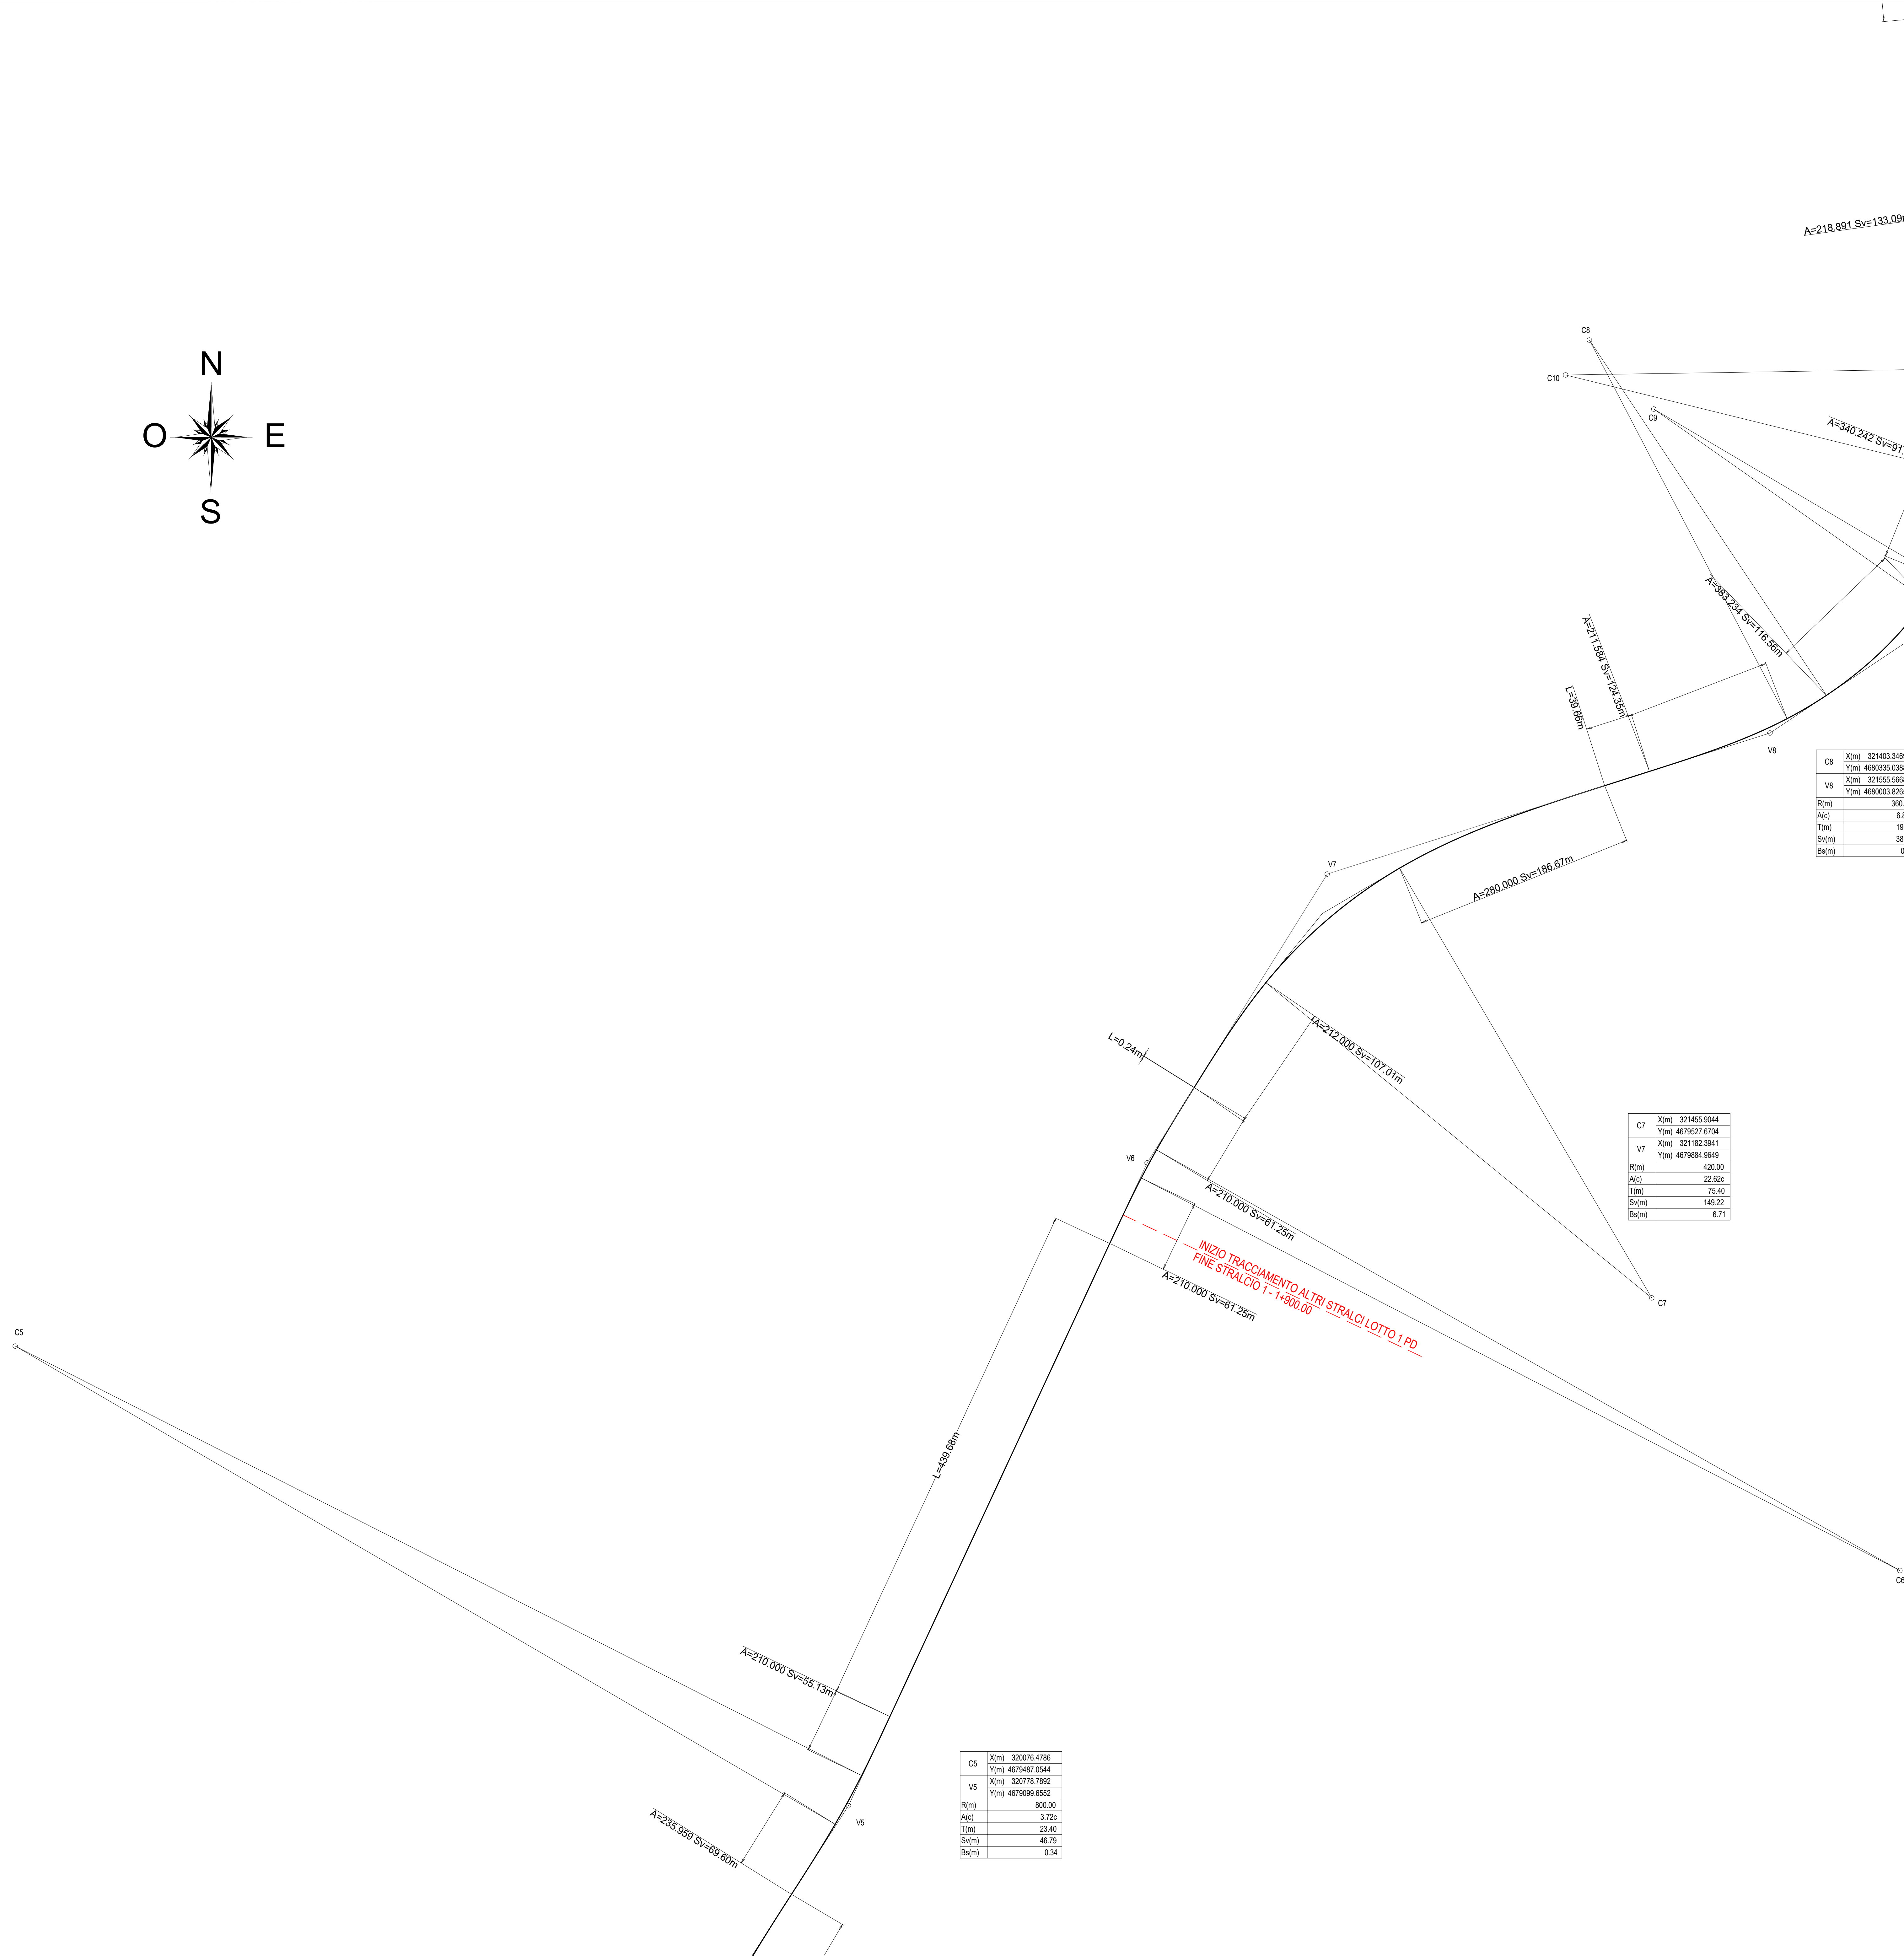 N
O E
S
A=218.891 Sv=133.09
C8
C10
C9
A=340.242 Sv=91.
A=383.234 Sv=116.56m
A=211.584 Sv=124.35m
L=39.66m
V8
C8
X(m) 321403.346
Y(m) 4680335.038
V8
X(m) 321555.566
Y(m) 4680003.826
R(m) 360.
A(c) 6.
T(m) 19
Sv(m) 38
Bs(m) 0
V7
A=280.000 Sv=186.67m
L=0.24m
A=212.000 Sv=107.01m
C7
X(m) 321455.9044
Y(m) 4679527.6704
V7
X(m) 321182.3941
Y(m) 4679884.9649
R(m) 420.00
A(c) 22.62c
T(m) 75.40
Sv(m) 149.22
Bs(m) 6.71
V6
A=210.000 Sv=61.25m
INIZIO TRACCIAMENTO ALTRI STRALCI LOTTO 1 PD
FINE STRALCIO 1 - 1+900.00
A=210.000 Sv=61.25m
C7
C5
L=439.68m
C6
A=210.000 Sv=55.13m
C5
X(m) 320076.4786
Y(m) 4679487.0544
V5
X(m) 320778.7892
Y(m) 4679099.6552
R(m) 800.00
A(c) 3.72c
T(m) 23.40
Sv(m) 46.79
Bs(m) 0.34
V5
A=235.959 Sv=69.60m